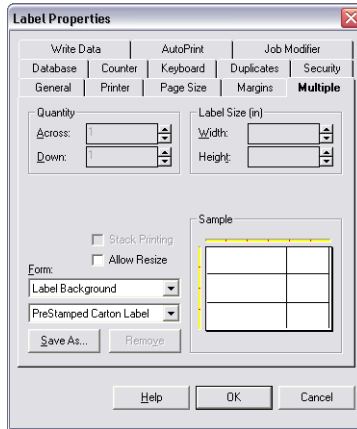 Label Properties
Write Data AutoPrint Job Modifier
Database Counter Keyboard Duplicates Security
General Printer Page Size Margins Multiple
Quantity
Across: 1
Down: 1
Label Size (in)
Width:
Height:
Stack Printing
Allow Resize
Form:
Label Background
PreStamped Carton Label
Save As... Remove
Sample
Help OK Cancel